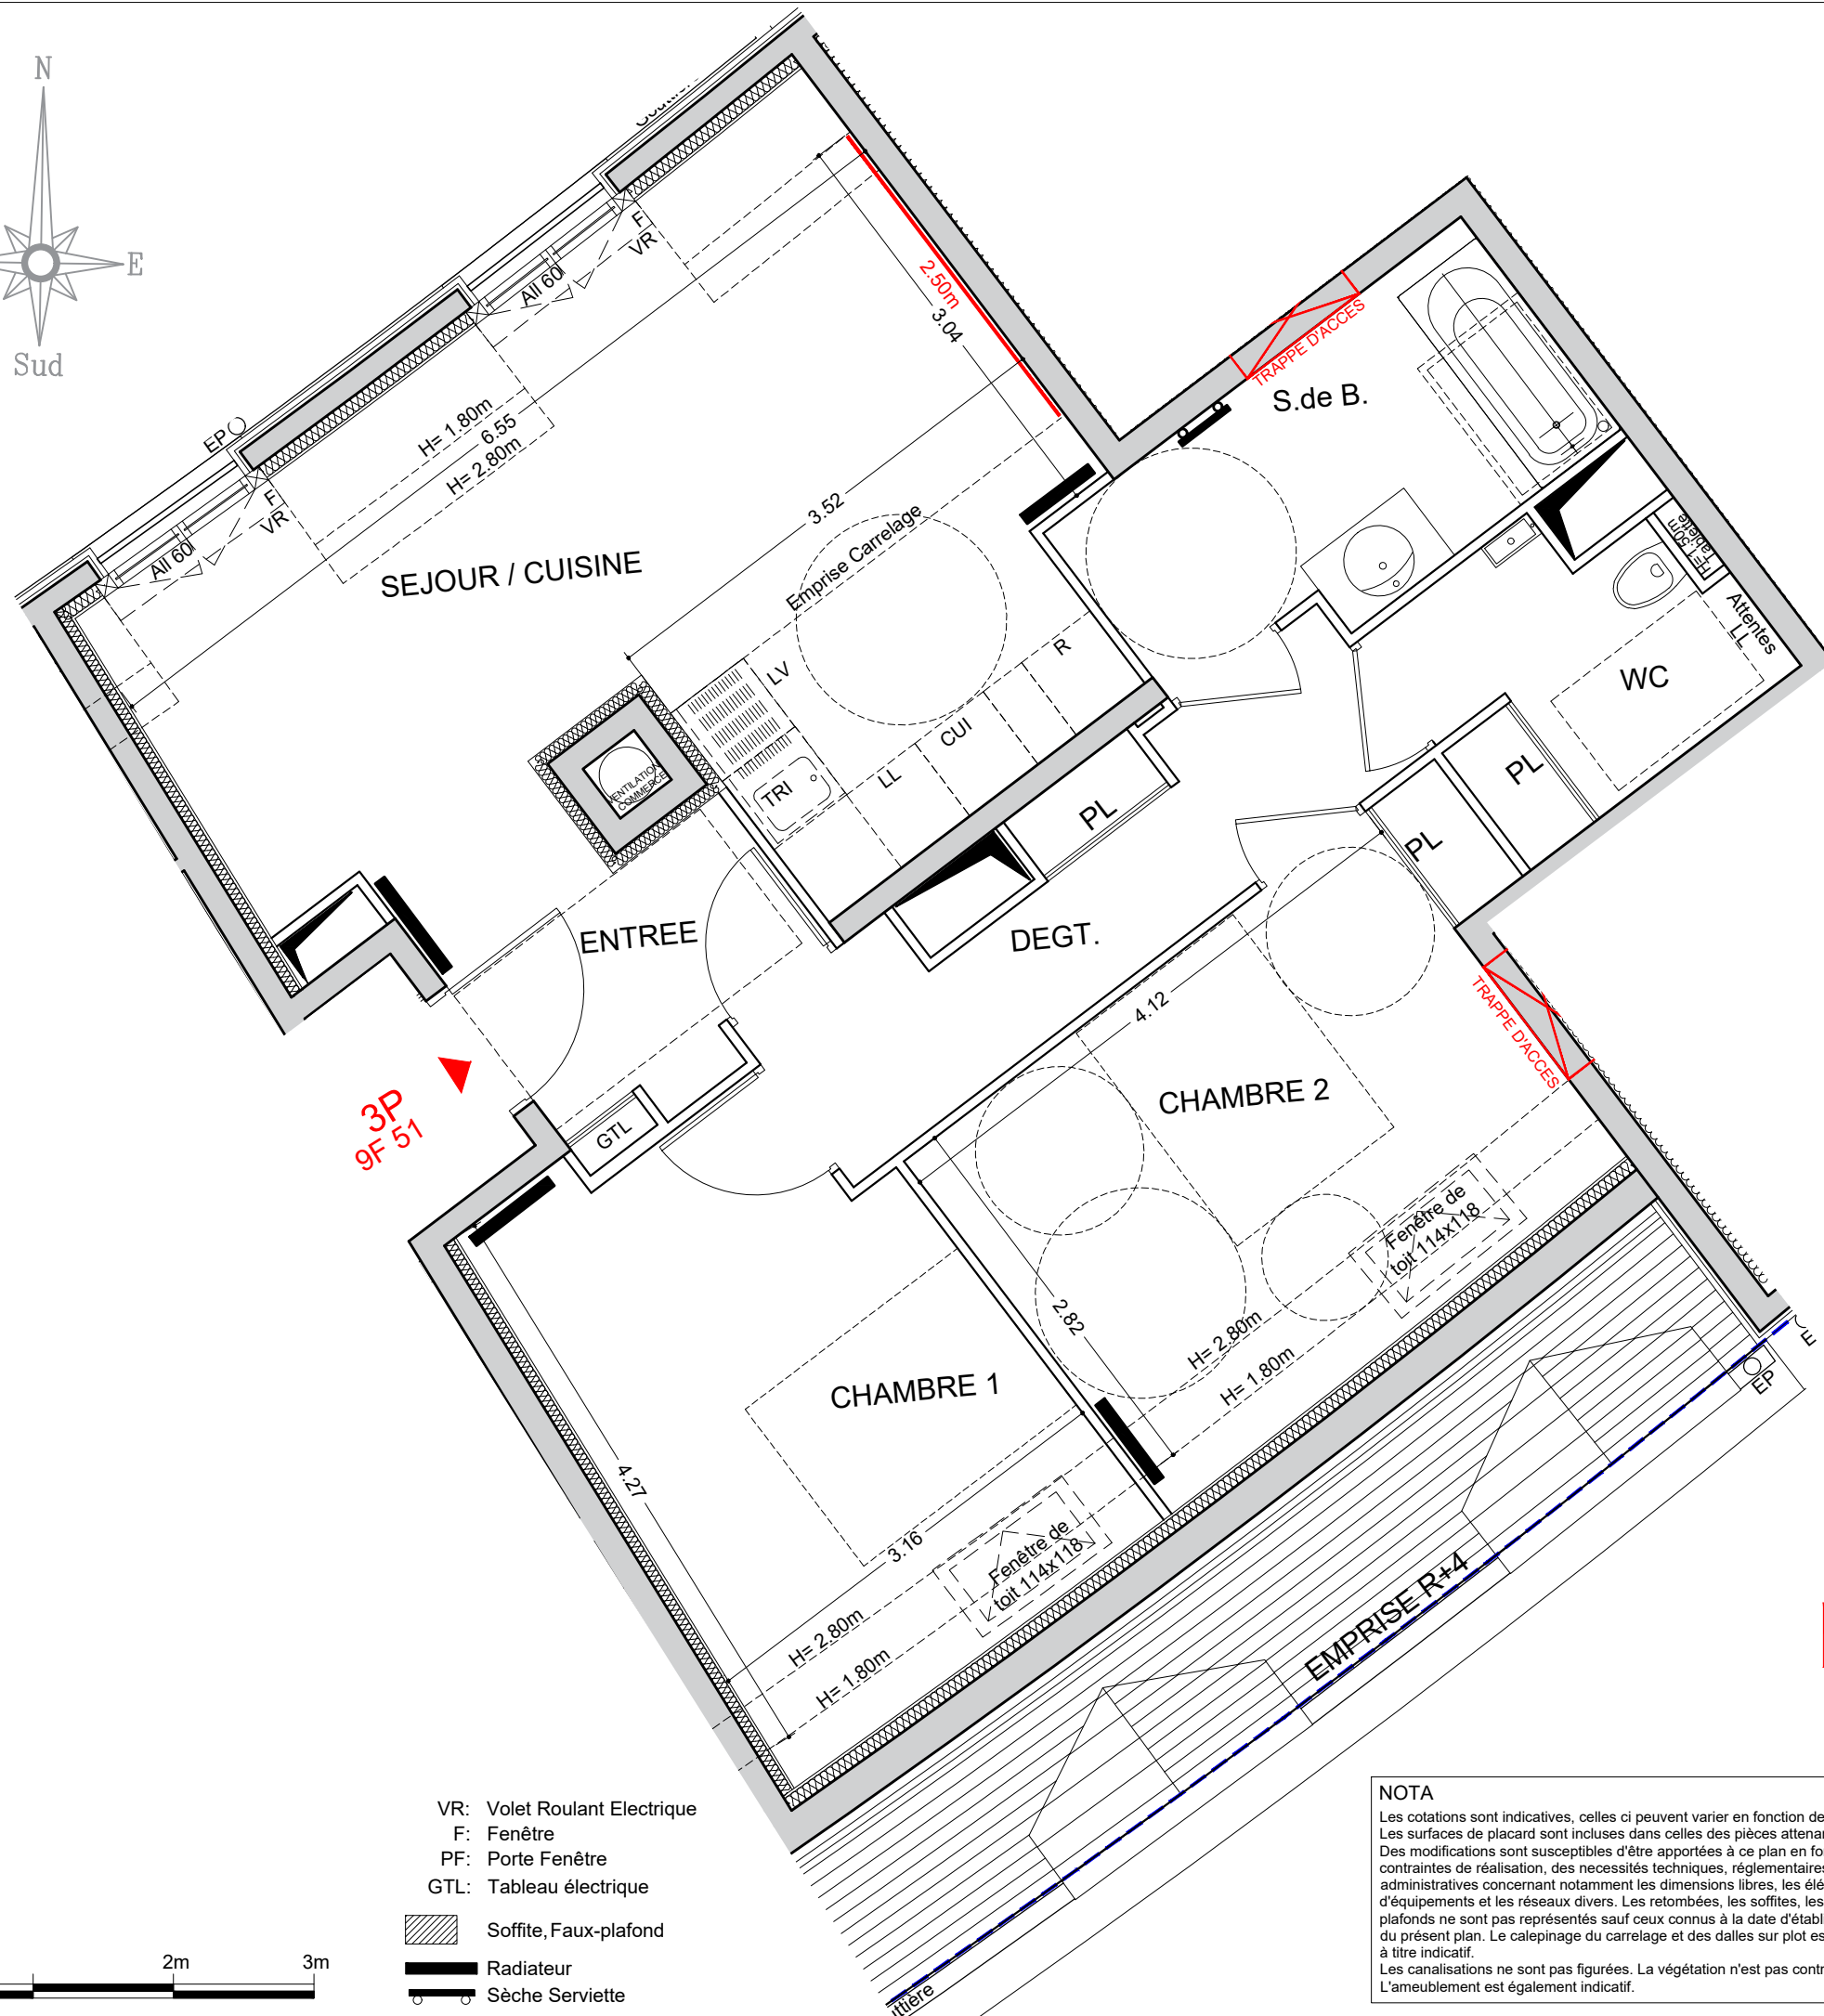 N
E
Sud
F
VR
All 60
2.50m
3.04
TRAPPE D'ACCES
S.de B.
EP
H= 1.80m
6.55
H= 2.80m
F
VR
All 60
SEJOUR / CUISINE
3.52
Emprise Carrelage
H=1.50m
Tablette
Attentes
LL
WC
LV
R
CUI
LL
TRI
VENTILATION
COMMERCE
PL
PL
PL
ENTREE
DEGT.
TRAPPE D'ACCES
4.12
CHAMBRE 2
3P
9F 51
GTL
Fenêtre de
toit 114x118
2.82
H= 2.80m
H= 1.80m
E
EP
CHAMBRE 1
4.27
3.16
Fenêtre de
toit 114x118
H= 2.80m
H= 1.80m
EMPRISE R+4
VR: Volet Roulant Electrique
F: Fenêtre
PF: Porte Fenêtre
GTL: Tableau électrique
Soffite, Faux-plafond
Radiateur
Sèche Serviette
2m
3m
NOTA
Les cotations sont indicatives, celles ci peuvent varier en fonction de
Les surfaces de placard sont incluses dans celles des pièces attenan
Des modifications sont susceptibles d'être apportées à ce plan en fon
contraintes de réalisation, des necessités techniques, réglementaires
administratives concernant notamment les dimensions libres, les élé
d'équipements et les réseaux divers. Les retombées, les soffites, les
plafonds ne sont pas représentés sauf ceux connus à la date d'établi
du présent plan. Le calepinage du carrelage et des dalles sur plot es
à titre indicatif.
Les canalisations ne sont pas figurées. La végétation n'est pas contr
L'ameublement est également indicatif.